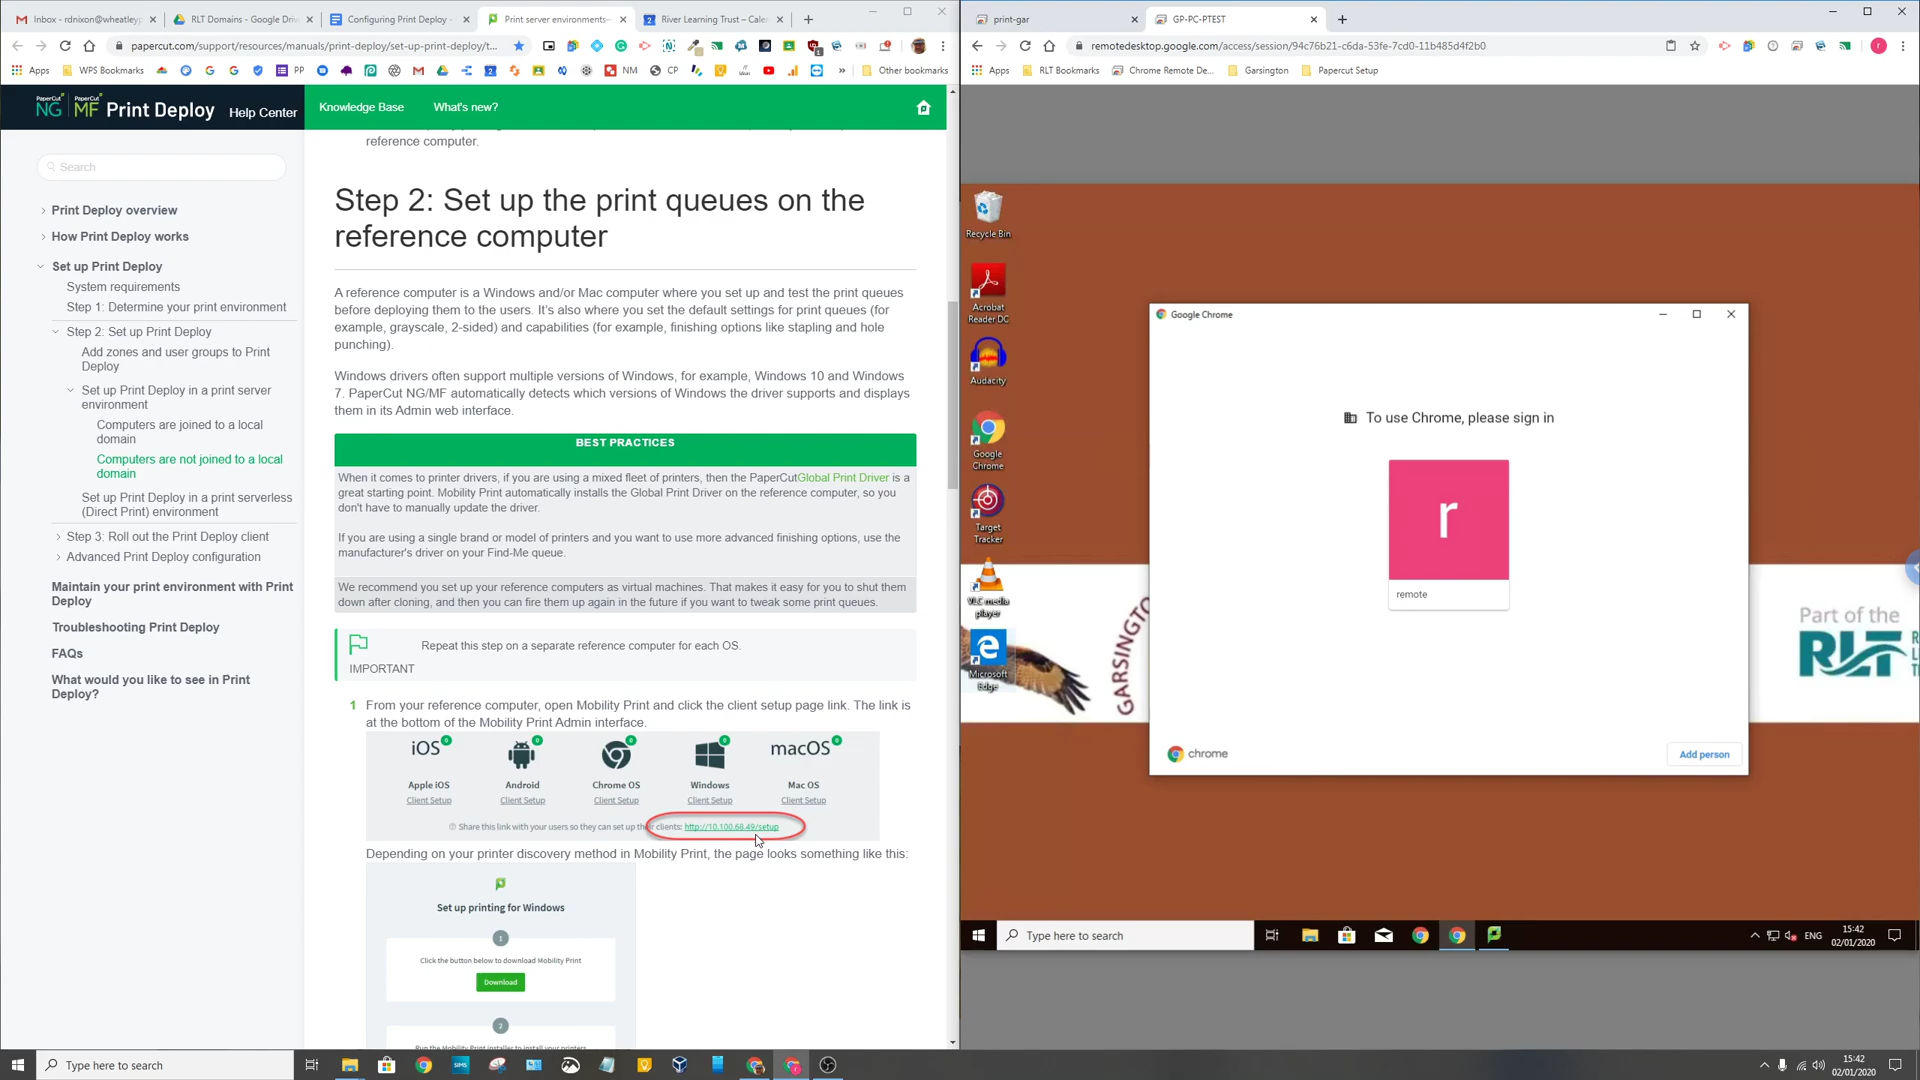 Inbox - rdnixon@wheatleyp
RLT Domains - Google Driv
Configuring Print Deploy -
Print server environments-
River Learning Trust – Cale
papercut.com/support/resources/manuals/print-deploy/set-up-print-deploy/t...
Apps
WPS Bookmarks
PP
NM
CP
Other bookmarks
PaperCut NG
PaperCut MF
Print Deploy
Help Center
Knowledge Base
What's new?
Search
Print Deploy overview
How Print Deploy works
Set up Print Deploy
System requirements
Step 1: Determine your print environment
Step 2: Set up Print Deploy
Add zones and user groups to Print
Deploy
Set up Print Deploy in a print server
environment
Computers are joined to a local
domain
Computers are not joined to a local
domain
Set up Print Deploy in a print serverless
(Direct Print) environment
Step 3: Roll out the Print Deploy client
Advanced Print Deploy configuration
Maintain your print environment with Print
Deploy
Troubleshooting Print Deploy
FAQs
What would you like to see in Print
Deploy?
reference computer.
Step 2: Set up the print queues on the
reference computer
A reference computer is a Windows and/or Mac computer where you set up and test the print queues
before deploying them to the users. It's also where you set the default settings for print queues (for
example, grayscale, 2-sided) and capabilities (for example, finishing options like stapling and hole
punching).
Windows drivers often support multiple versions of Windows, for example, Windows 10 and Windows
7. PaperCut NG/MF automatically detects which versions of Windows the driver supports and displays
them in its Admin web interface.
BEST PRACTICES
When it comes to printer drivers, if you are using a mixed fleet of printers, then the PaperCutGlobal Print Driver is a
great starting point. Mobility Print automatically installs the Global Print Driver on the reference computer, so you
don't have to manually update the driver.
If you are using a single brand or model of printers and you want to use more advanced finishing options, use the
manufacturer's driver on your Find-Me queue.
We recommend you set up your reference computers as virtual machines. That makes it easy for you to shut them
down after cloning, and then you can fire them up again in the future if you want to tweak some print queues.
Repeat this step on a separate reference computer for each OS.
IMPORTANT
1 From your reference computer, open Mobility Print and click the client setup page link. The link is
at the bottom of the Mobility Print Admin interface.
iOS
macOS
Apple iOS
Android
Chrome OS
Windows
Mac OS
Client Setup
Client Setup
Client Setup
Client Setup
Client Setup
Share this link with your users so they can set up their clients: http://10.100.68.49/setup
Depending on your printer discovery method in Mobility Print, the page looks something like this:
Set up printing for Windows
1
Click the button below to download Mobility Print
Download
2
Run the Mobility Print installer to install your printers
Type here to search
15:42
02/01/2020
print-gar
GP-PC-PTEST
remotedesktop.google.com/access/session/94c76b21-c6da-53fe-7cd0-11b485d4f2b0
Apps
RLT Bookmarks
Chrome Remote De...
Garsington
Papercut Setup
Recycle Bin
Acrobat
Reader DC
Audacity
Google
Chrome
Target
Tracker
VLC media
player
Microsoft
Edge
GARSINGTO
Part of the
RLT
Google Chrome
To use Chrome, please sign in
r
remote
chrome
Add person
Type here to search
ENG
15:42
02/01/2020